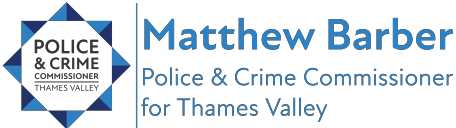 POLICE
& CRIME
COMMISSIONER
THAMES VALLEY
Matthew Barber
Police & Crime Commissioner
for Thames Valley